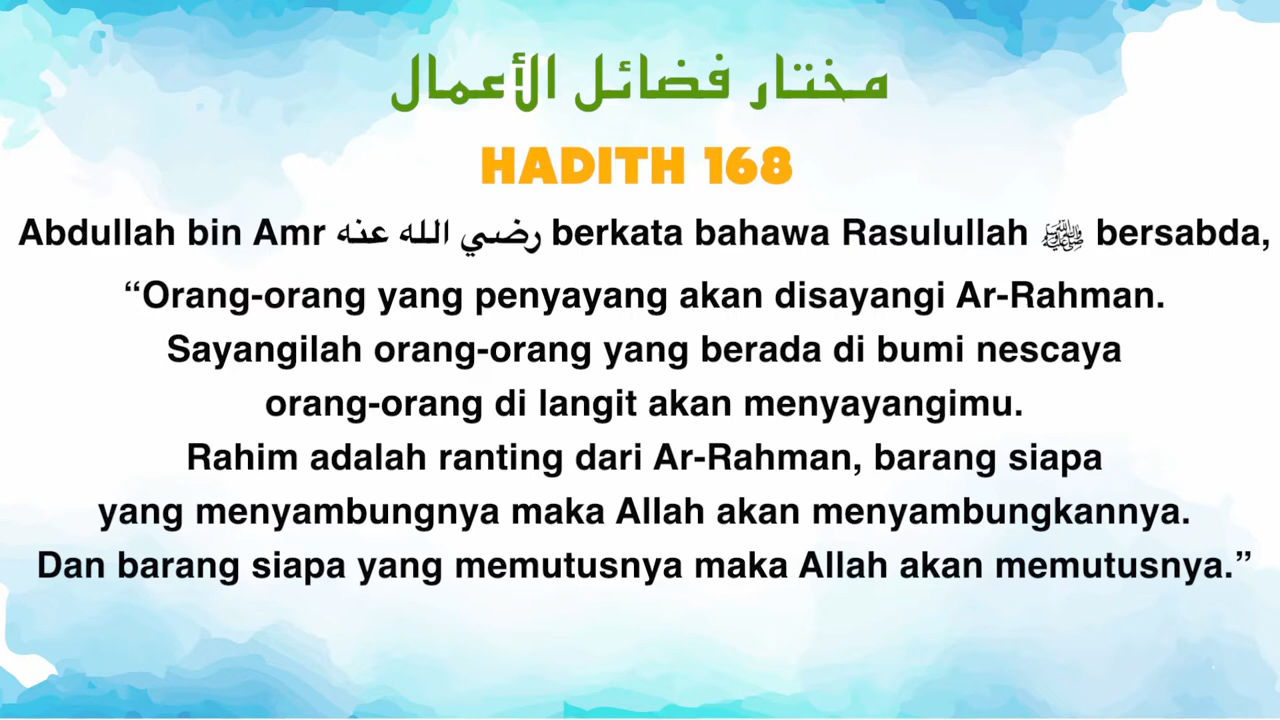 مختار فضائل الأعمال
HADITH 168
Abdullah bin Amr رضي الله عنه berkata bahawa Rasulullah ﷺ bersabda,
“Orang-orang yang penyayang akan disayangi Ar-Rahman.
Sayangilah orang-orang yang berada di bumi nescaya
orang-orang di langit akan menyayangimu.
Rahim adalah ranting dari Ar-Rahman, barang siapa
yang menyambungnya maka Allah akan menyambungkannya.
Dan barang siapa yang memutusnya maka Allah akan memutusnya.”